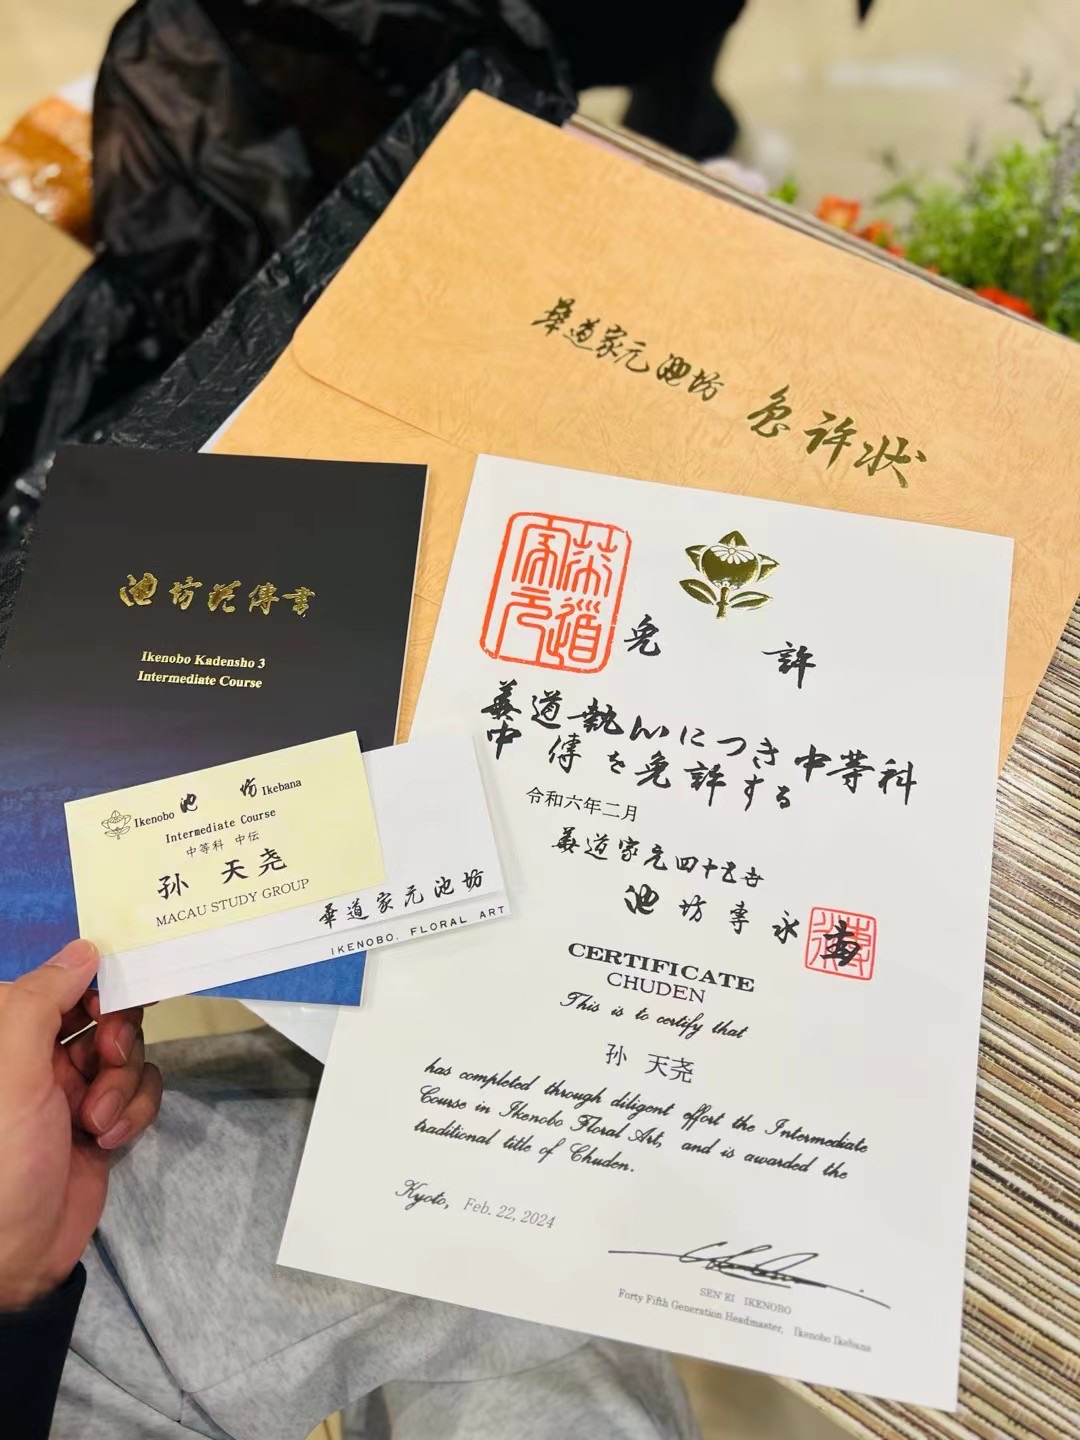 華道家元 池坊 免許状
池坊花傳書
Ikenobo Kadensho 3
Intermediate Course
Ikenobo 池坊 Ikebana
Intermediate Course
中等科 中伝
孙 天尧
MACAU STUDY GROUP
華道家元池坊
IKENOBO. FLORAL ART
華道家元
免 許
華道執心につき中等科
中傳を免許する
令和六年二月
華道家元四十五世
池坊專永
CERTIFICATE
CHUDEN
This is to certify that
孙 天尧
has completed through diligent effort the Intermediate
Course in Ikenobo Floral Art, and is awarded the
traditional title of Chuden.
Kyoto, Feb. 22, 2024
SEN'EI IKENOBO
Forty Fifth Generation Headmaster, Ikenobo Ikebana